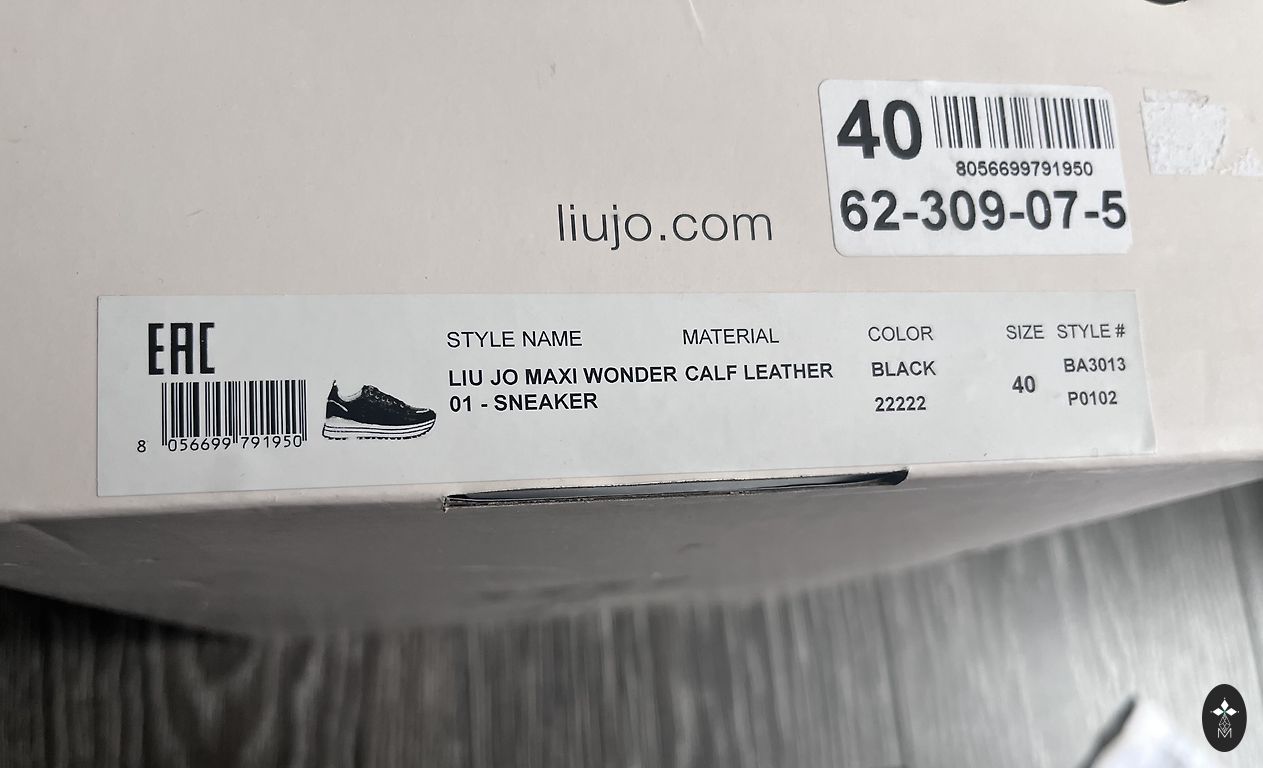 40
8056699791950
62-309-07-5
liujo.com
EAC
8 056699 791950
STYLE NAME MATERIAL COLOR SIZE STYLE #
LIU JO MAXI WONDER CALF LEATHER BLACK 40 BA3013
01 - SNEAKER 22222 P0102
M